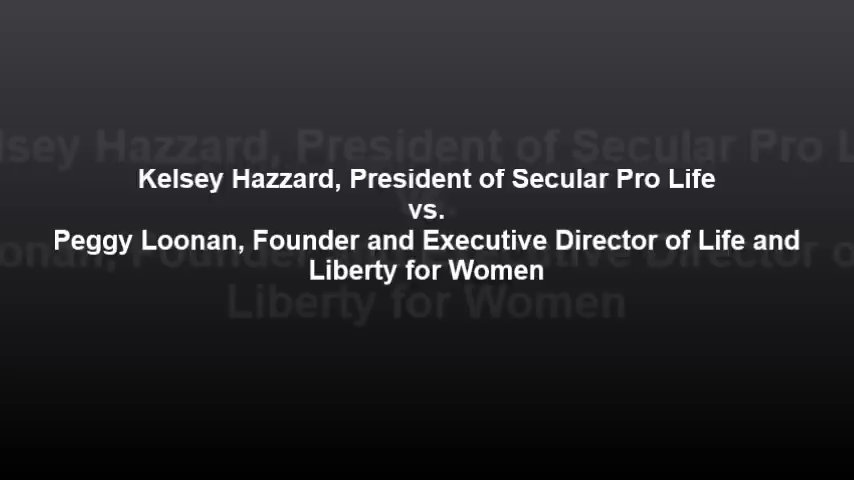 Kelsey Hazzard, President of Secular Pro Life
vs.
Peggy Loonan, Founder and Executive Director of Life and
Liberty for Women